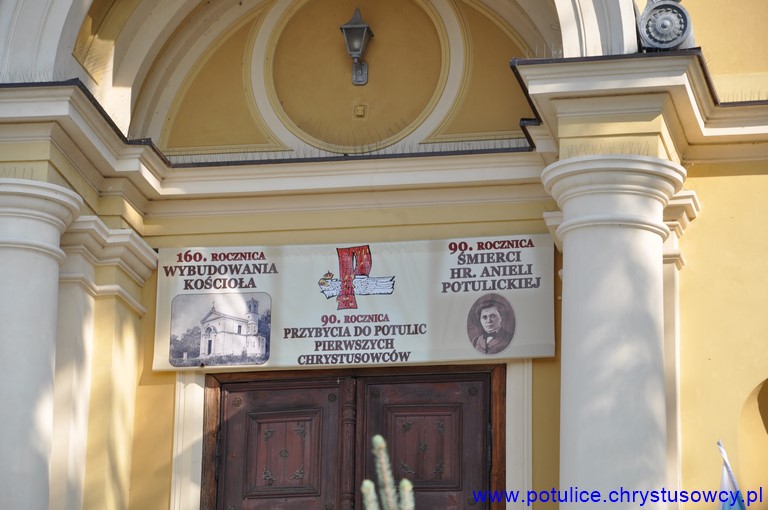 160. ROCZNICA
WYBUDOWANIA
KOŚCIOŁA
P
90. ROCZNICA
PRZYBYCIA DO POTULIC
PIERWSZYCH
CHRYSTUSOWCÓW
90. ROCZNICA
ŚMIERCI
HR. ANIELI
POTULICKIEJ
www.potulice.chrystusowcy.pl